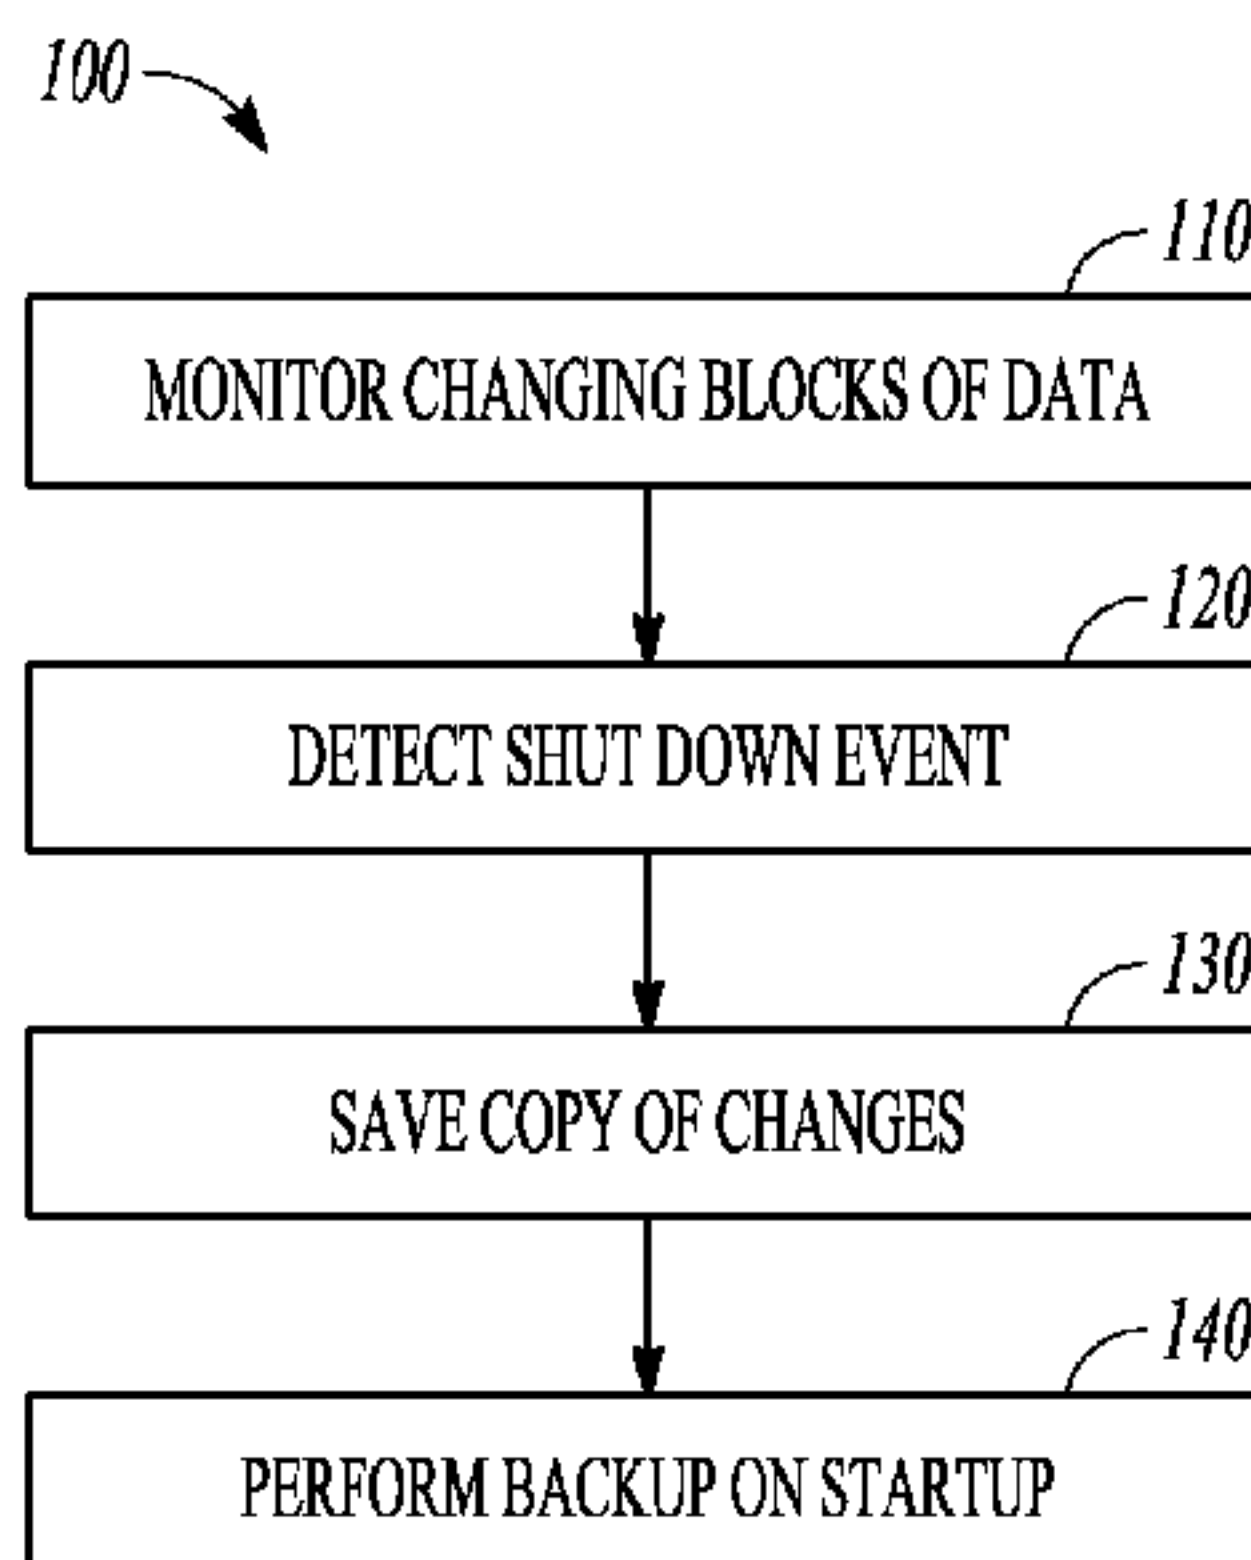 100
110
MONITOR CHANGING BLOCKS OF DATA
120
DETECT SHUT DOWN EVENT
130
SAVE COPY OF CHANGES
140
PERFORM BACKUP ON STARTUP